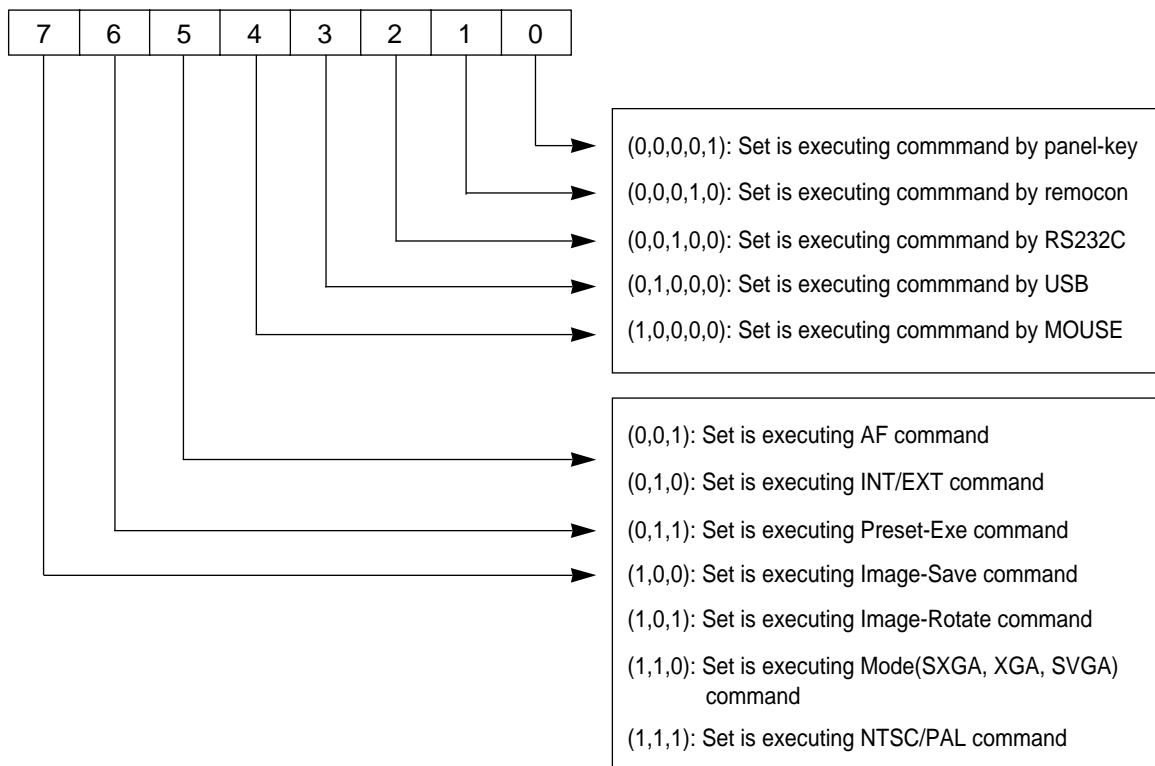 7 6 5 4 3 2 1 0
(0,0,0,0,1): Set is executing commmand by panel-key
(0,0,0,1,0): Set is executing commmand by remocon
(0,0,1,0,0): Set is executing commmand by RS232C
(0,1,0,0,0): Set is executing commmand by USB
(1,0,0,0,0): Set is executing commmand by MOUSE
(0,0,1): Set is executing AF command
(0,1,0): Set is executing INT/EXT command
(0,1,1): Set is executing Preset-Exe command
(1,0,0): Set is executing Image-Save command
(1,0,1): Set is executing Image-Rotate command
(1,1,0): Set is executing Mode(SXGA, XGA, SVGA)
command
(1,1,1): Set is executing NTSC/PAL command